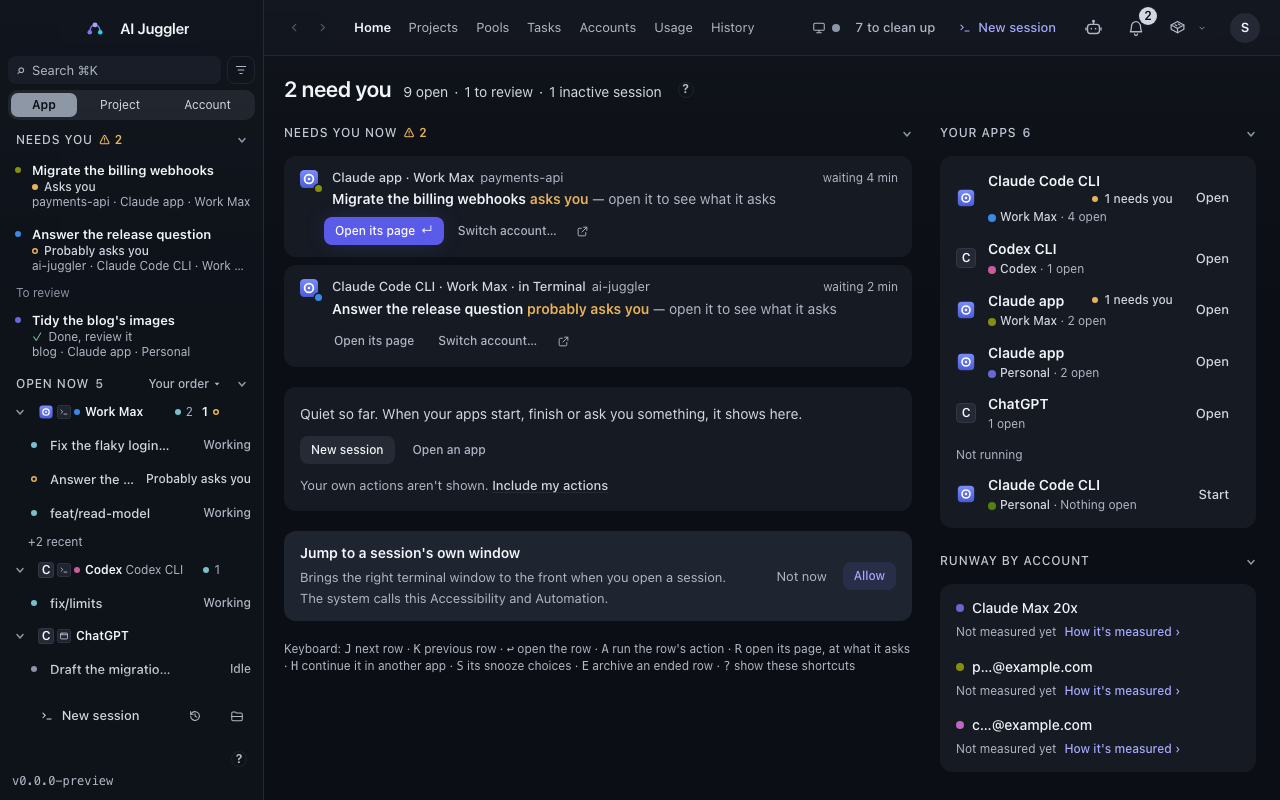 AI Juggler
Search ⌘K
App Project Account
NEEDS YOU 2
Migrate the billing webhooks
Asks you
payments-api · Claude app · Work Max
Answer the release question
Probably asks you
ai-juggler · Claude Code CLI · Work ...
To review
Tidy the blog's images
Done, review it
blog · Claude app · Personal
OPEN NOW 5 Your order
Work Max 2 1
Fix the flaky login... Working
Answer the ... Probably asks you
feat/read-model Working
+2 recent
C Codex Codex CLI 1
fix/limits Working
C ChatGPT
Draft the migratio... Idle
New session
?
v0.0.0-preview
Home Projects Pools Tasks Accounts Usage History
7 to clean up
New session
2
S
2 need you 9 open · 1 to review · 1 inactive session ?
NEEDS YOU NOW 2
Claude app · Work Max payments-api waiting 4 min
Migrate the billing webhooks asks you — open it to see what it asks
Open its page ↵ Switch account...
Claude Code CLI · Work Max · in Terminal ai-juggler waiting 2 min
Answer the release question probably asks you — open it to see what it asks
Open its page Switch account...
Quiet so far. When your apps start, finish or ask you something, it shows here.
New session Open an app
Your own actions aren't shown. Include my actions
Jump to a session's own window
Brings the right terminal window to the front when you open a session.
The system calls this Accessibility and Automation.
Not now Allow
Keyboard: J next row · K previous row · ↩ open the row · A run the row's action · R open its page, at what it asks
· H continue it in another app · S its snooze choices · E archive an ended row · ? show these shortcuts
YOUR APPS 6
Claude Code CLI
1 needs you
Work Max · 4 open
Open
C Codex CLI
Codex · 1 open
Open
Claude app 1 needs you
Work Max · 2 open
Open
Claude app
Personal · 2 open
Open
C ChatGPT
1 open
Open
Not running
Claude Code CLI
Personal · Nothing open
Start
RUNWAY BY ACCOUNT
Claude Max 20x
Not measured yet How it's measured ›
p...@example.com
Not measured yet How it's measured ›
c...@example.com
Not measured yet How it's measured ›